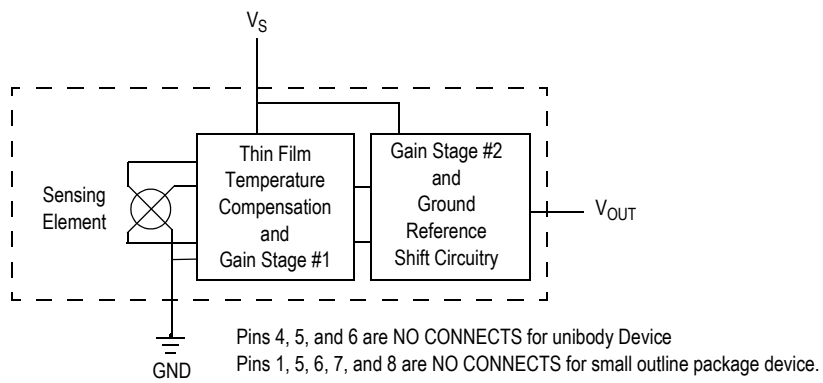 V_S
Sensing
Element
Thin Film
Temperature
Compensation
and
Gain Stage #1
Gain Stage #2
and
Ground
Reference
Shift Circuitry
V_OUT
GND
Pins 4, 5, and 6 are NO CONNECTS for unibody Device
Pins 1, 5, 6, 7, and 8 are NO CONNECTS for small outline package device.